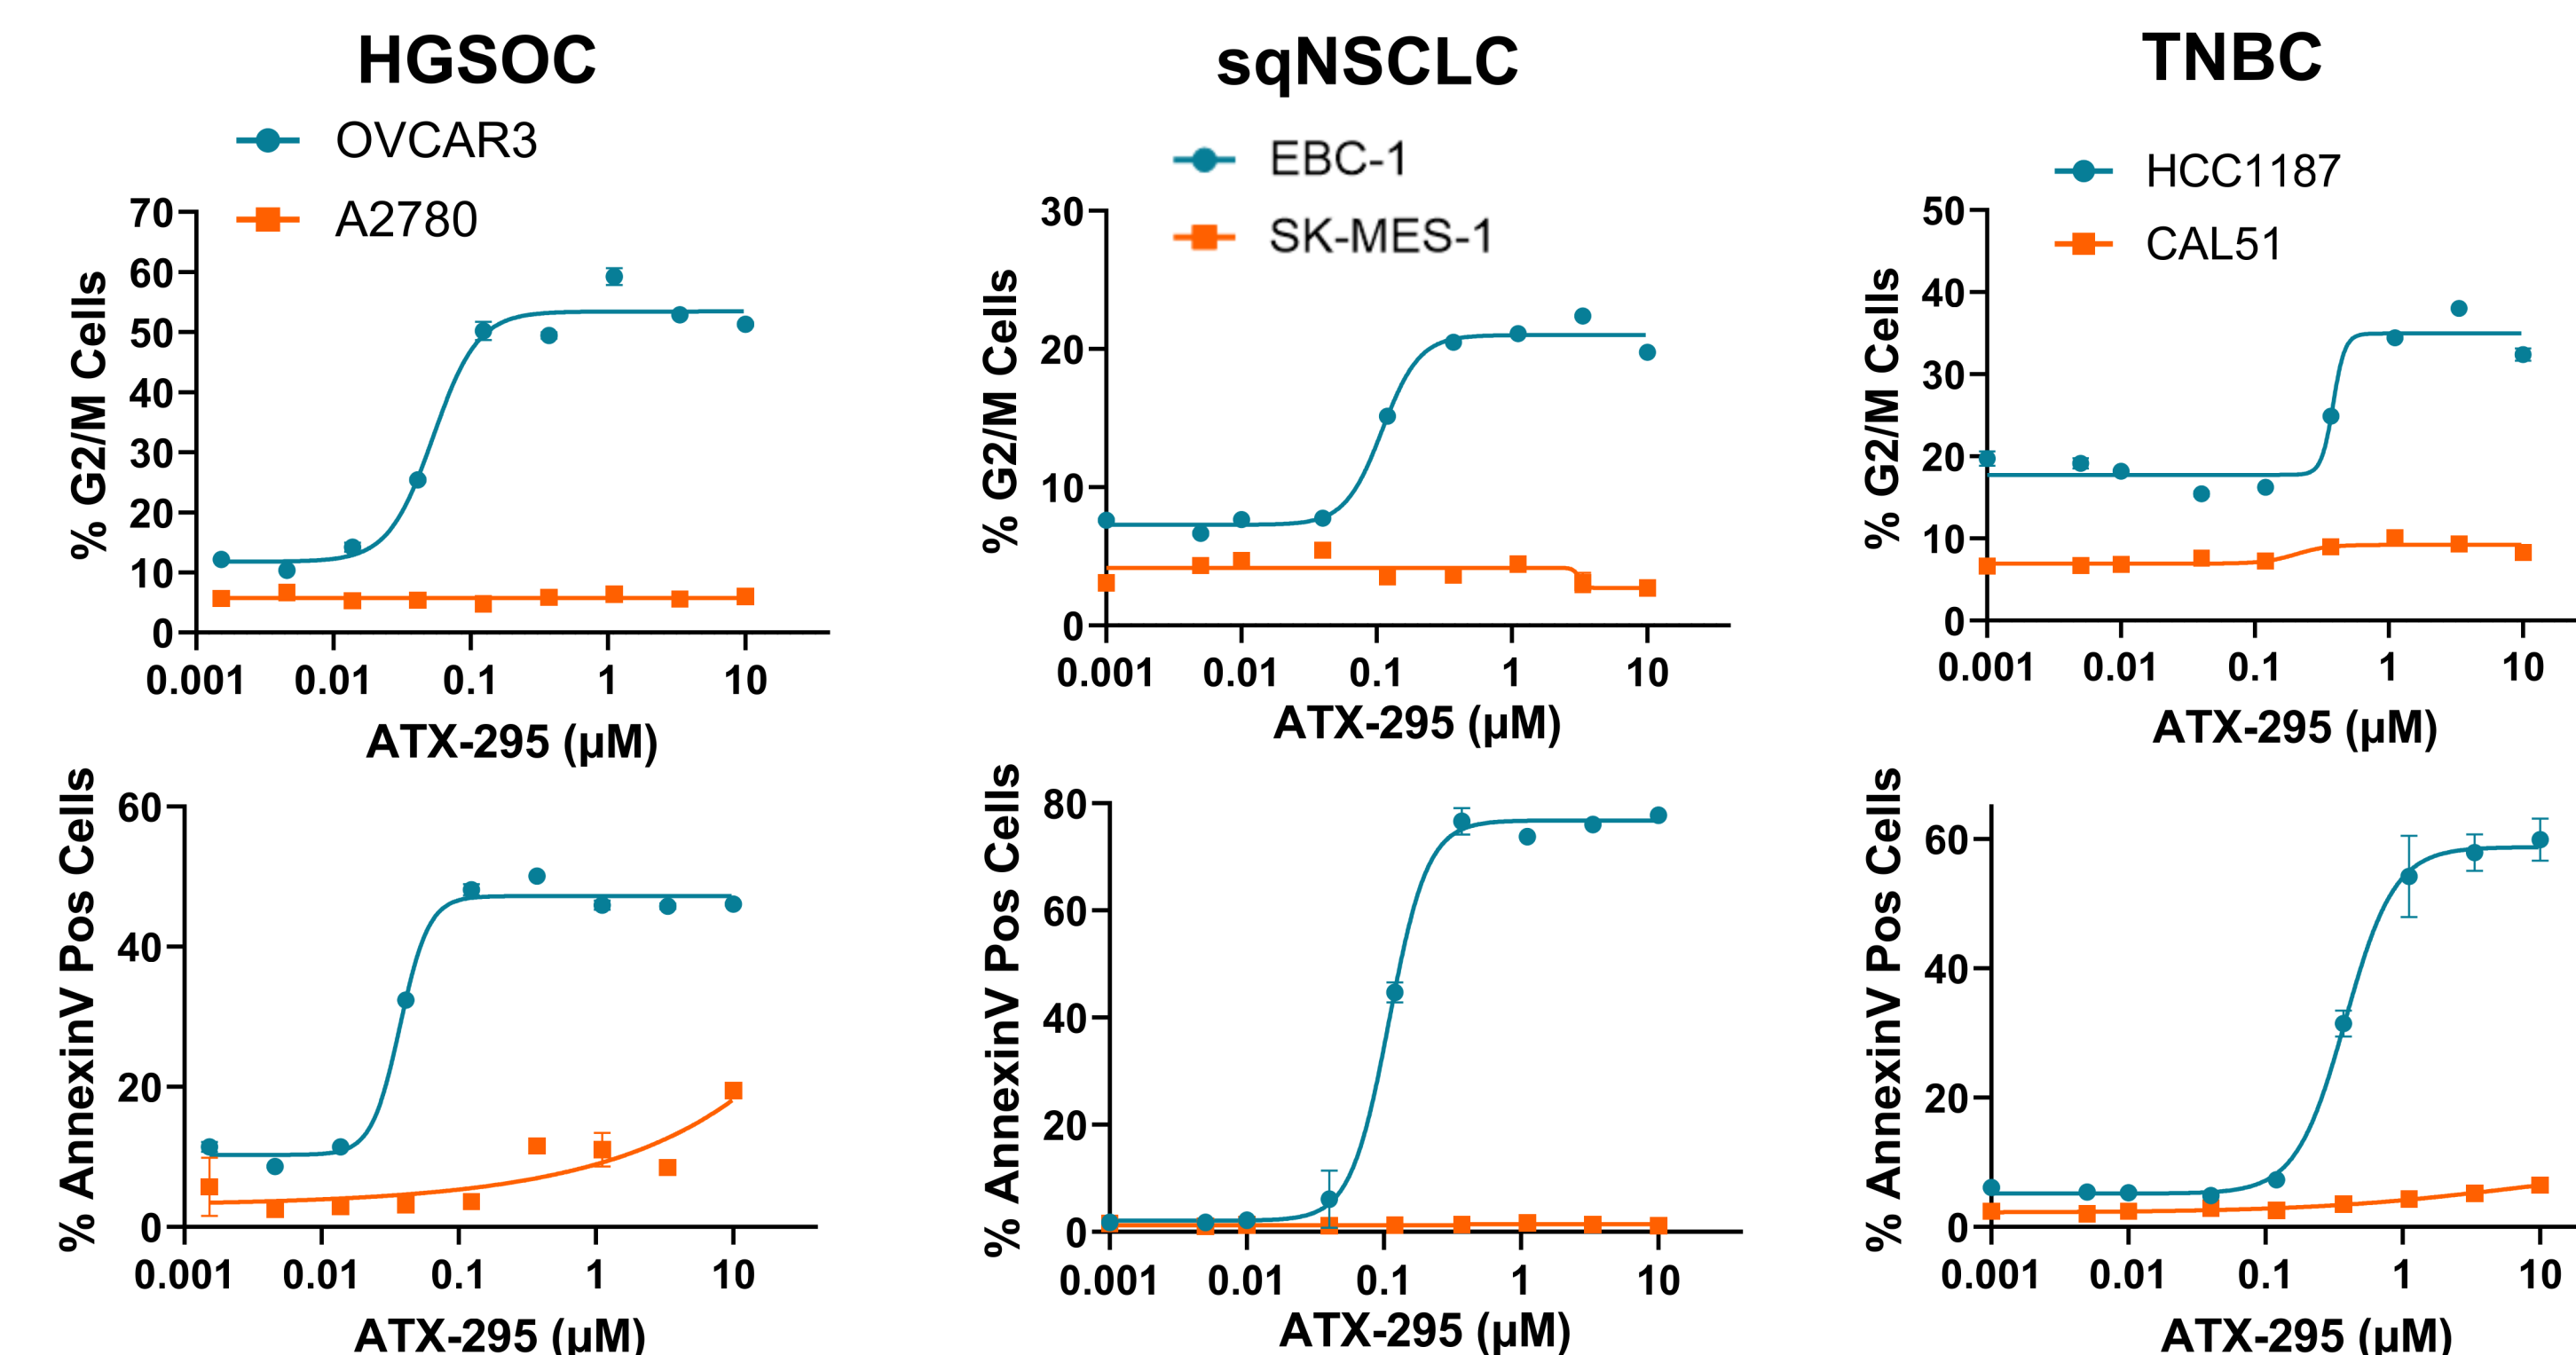 HGSOC
OVCAR3
A2780
% G2/M Cells
70
60
50
40
30
20
10
0
0.001 0.01 0.1 1 10
ATX-295 (µM)
sqNSCLC
EBC-1
SK-MES-1
% G2/M Cells
30
20
10
0
0.001 0.01 0.1 1 10
ATX-295 (µM)
TNBC
HCC1187
CAL51
% G2/M Cells
50
40
30
20
10
0
0.001 0.01 0.1 1 10
ATX-295 (µM)
% AnnexinV Pos Cells
60
40
20
0
0.001 0.01 0.1 1 10
ATX-295 (µM)
% AnnexinV Pos Cells
80
60
40
20
0
0.001 0.01 0.1 1 10
ATX-295 (µM)
% AnnexinV Pos Cells
60
40
20
0
0.001 0.01 0.1 1 10
ATX-295 (µM)